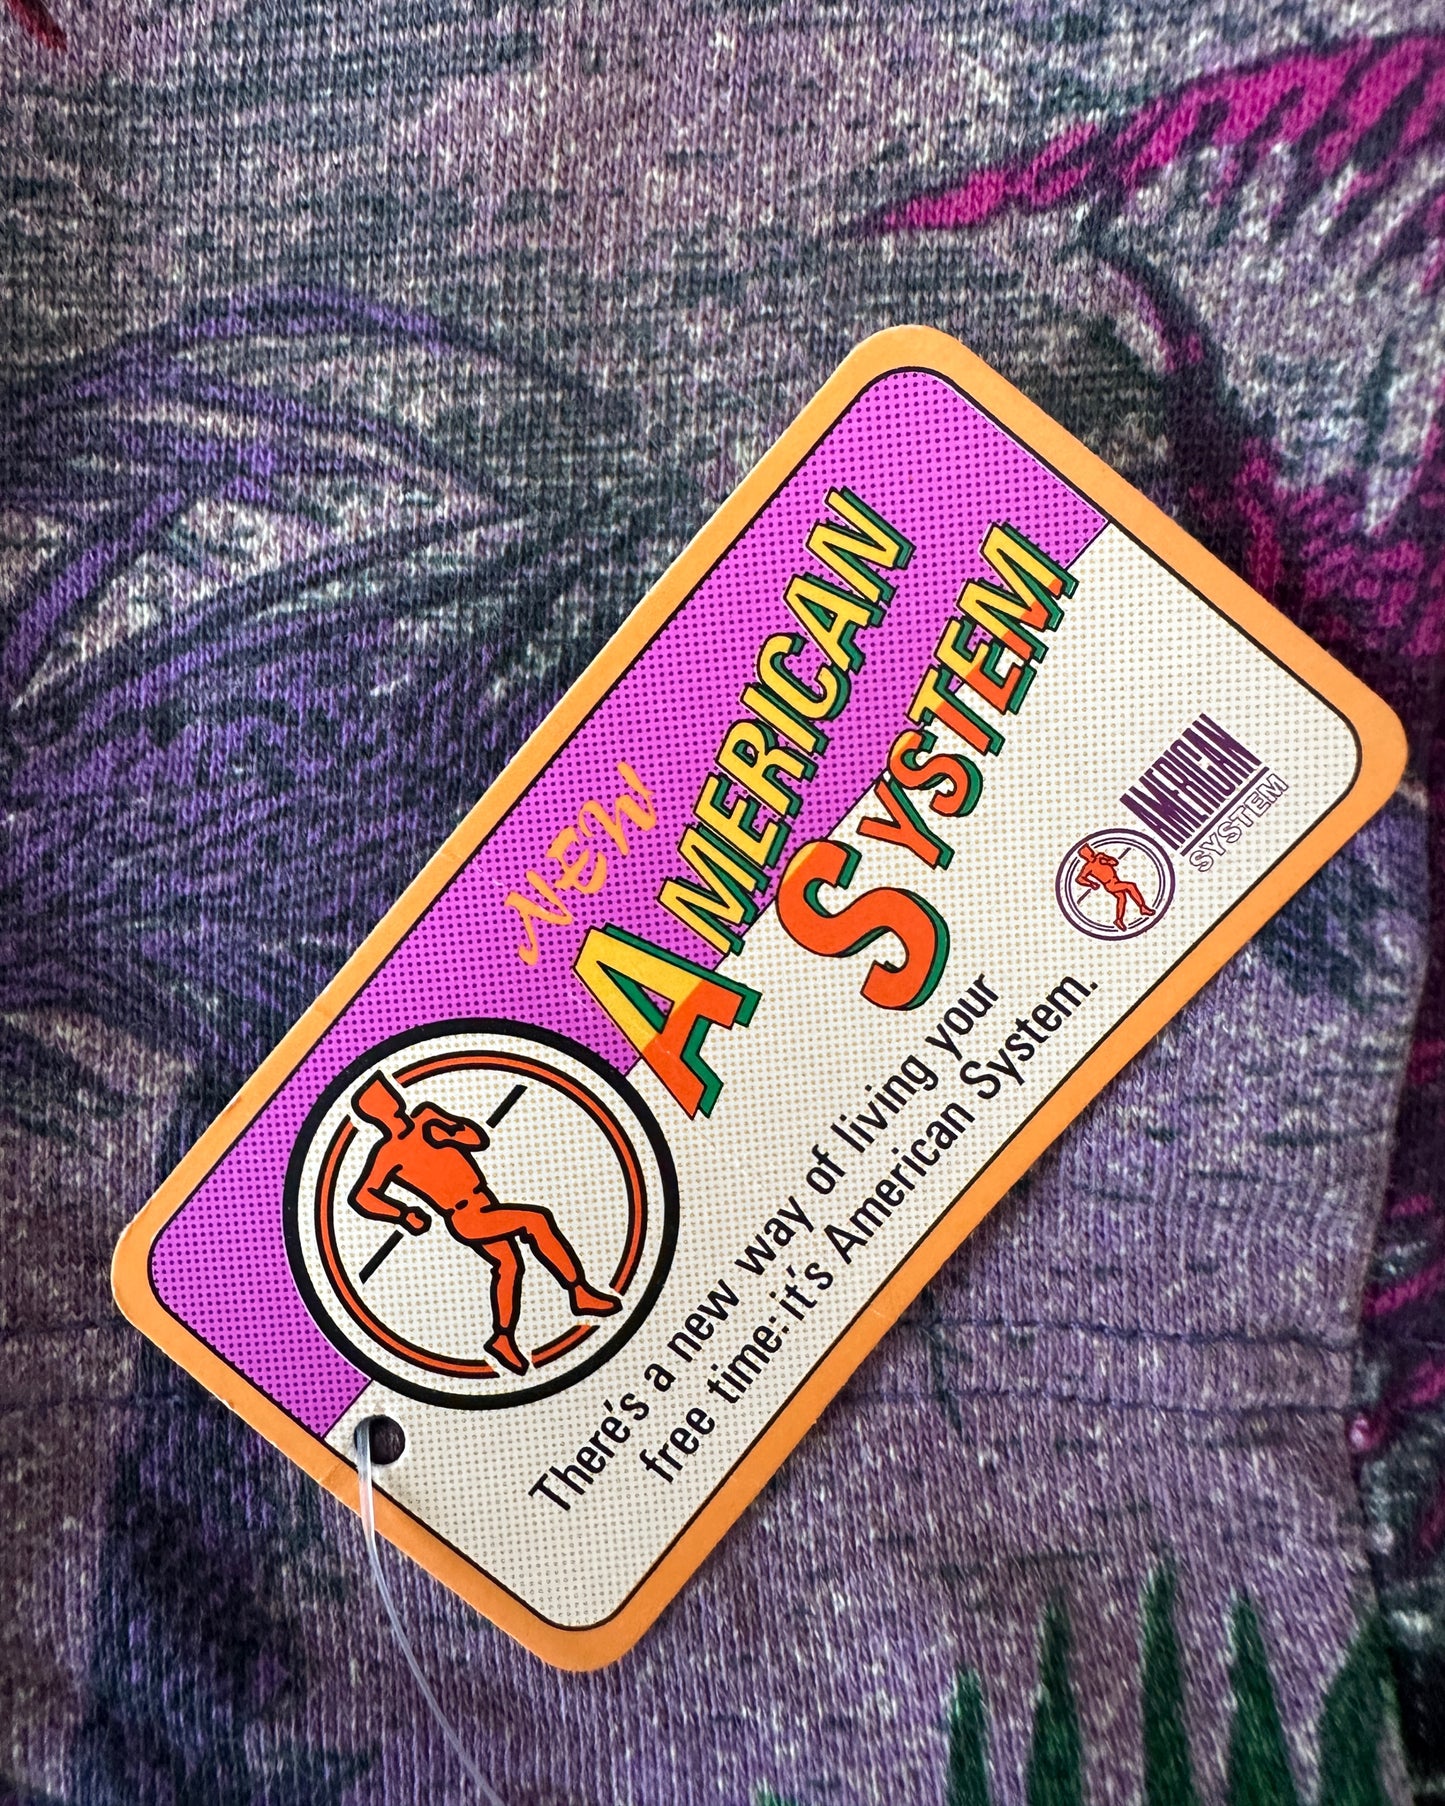 NEW
AMERICAN
SYSTEM
There's a new way of living your
free time: it's American System.
AMERICAN
SYSTEM